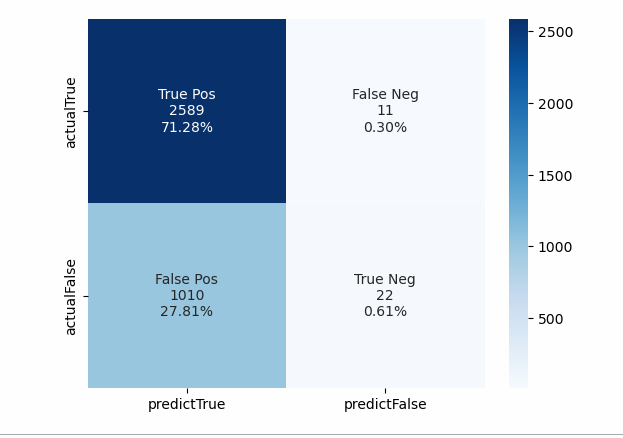 actualTrue
True Pos
2589
71.28%
False Neg
11
0.30%
actualFalse
False Pos
1010
27.81%
True Neg
22
0.61%
predictTrue
predictFalse
2500
2000
1500
1000
500